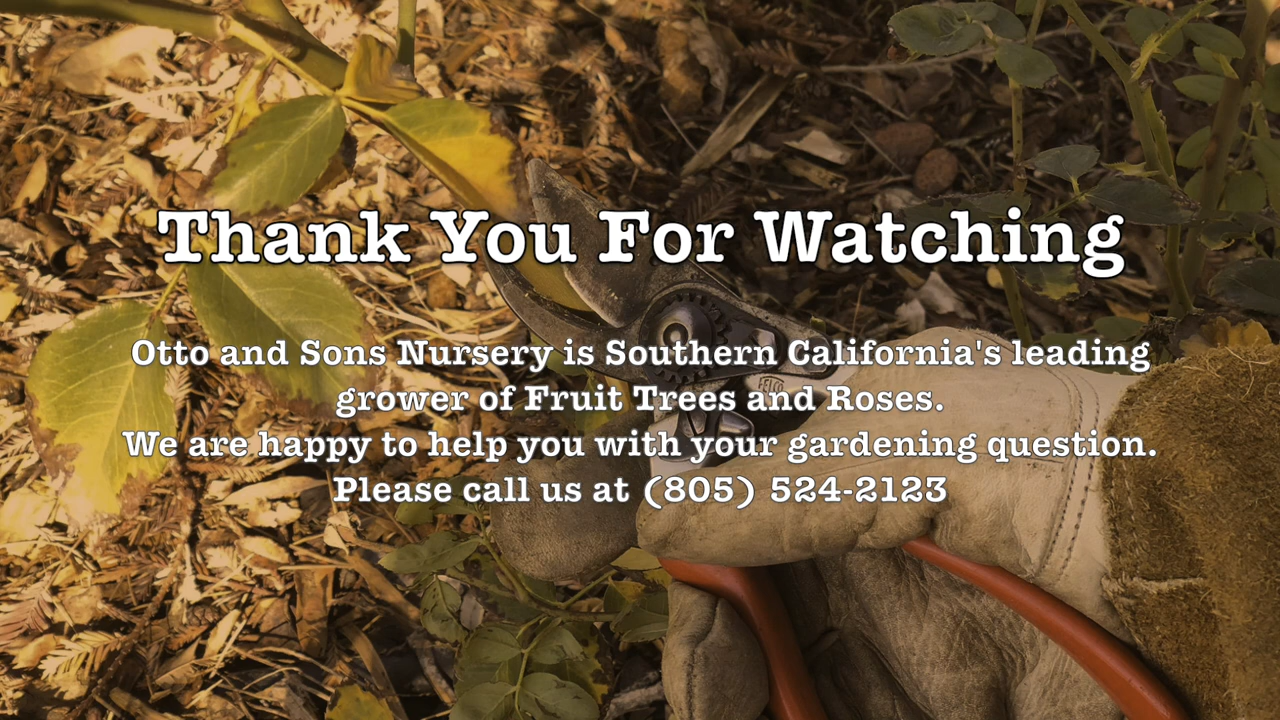 Thank You For Watching
Otto and Sons Nursery is Southern California's leading
grower of Fruit Trees and Roses.
We are happy to help you with your gardening question.
Please call us at (805) 524-2123
FELCO